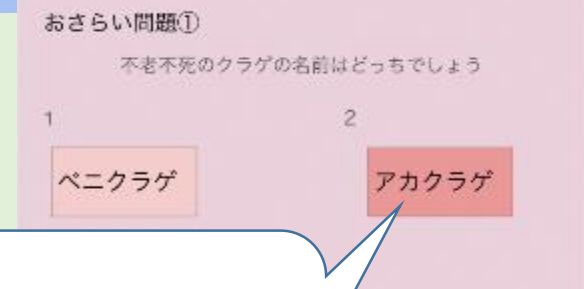 おさらい問題①
不老不死のクラゲの名前はどっちでしょう
1
2
ベニクラゲ
アカクラゲ